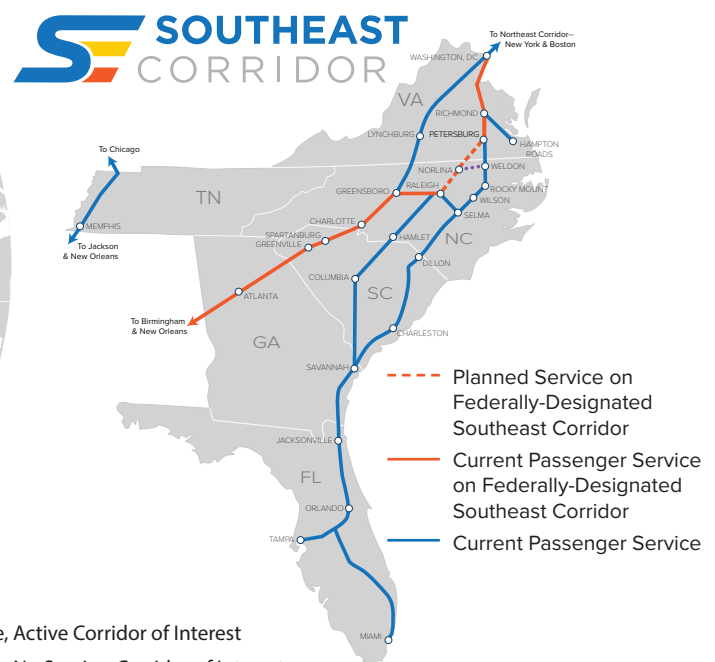 SOUTHEAST
CORRIDOR
To Northeast Corridor--
New York & Boston
WASHINGTON, DC
VA
RICHMOND
LYNCHBURG
PETERSBURG
HAMPTON
ROADS
To Chicago
NORLINA
WELDON
TN
GREENSBORO
RALEIGH
ROCKY MOUNT
WILSON
MEMPHIS
CHARLOTTE
SELMA
SPARTANBURG
GREENVILLE
HAMLET
NC
To Jackson
& New Orleans
DILLON
COLUMBIA
SC
ATLANTA
To Birmingham
& New Orleans
CHARLESTON
GA
SAVANNAH
Planned Service on
Federally-Designated
Southeast Corridor
JACKSONVILLE
Current Passenger Service
on Federally-Designated
Southeast Corridor
FL
ORLANDO
TAMPA
Current Passenger Service
e, Active Corridor of Interest
MIAMI